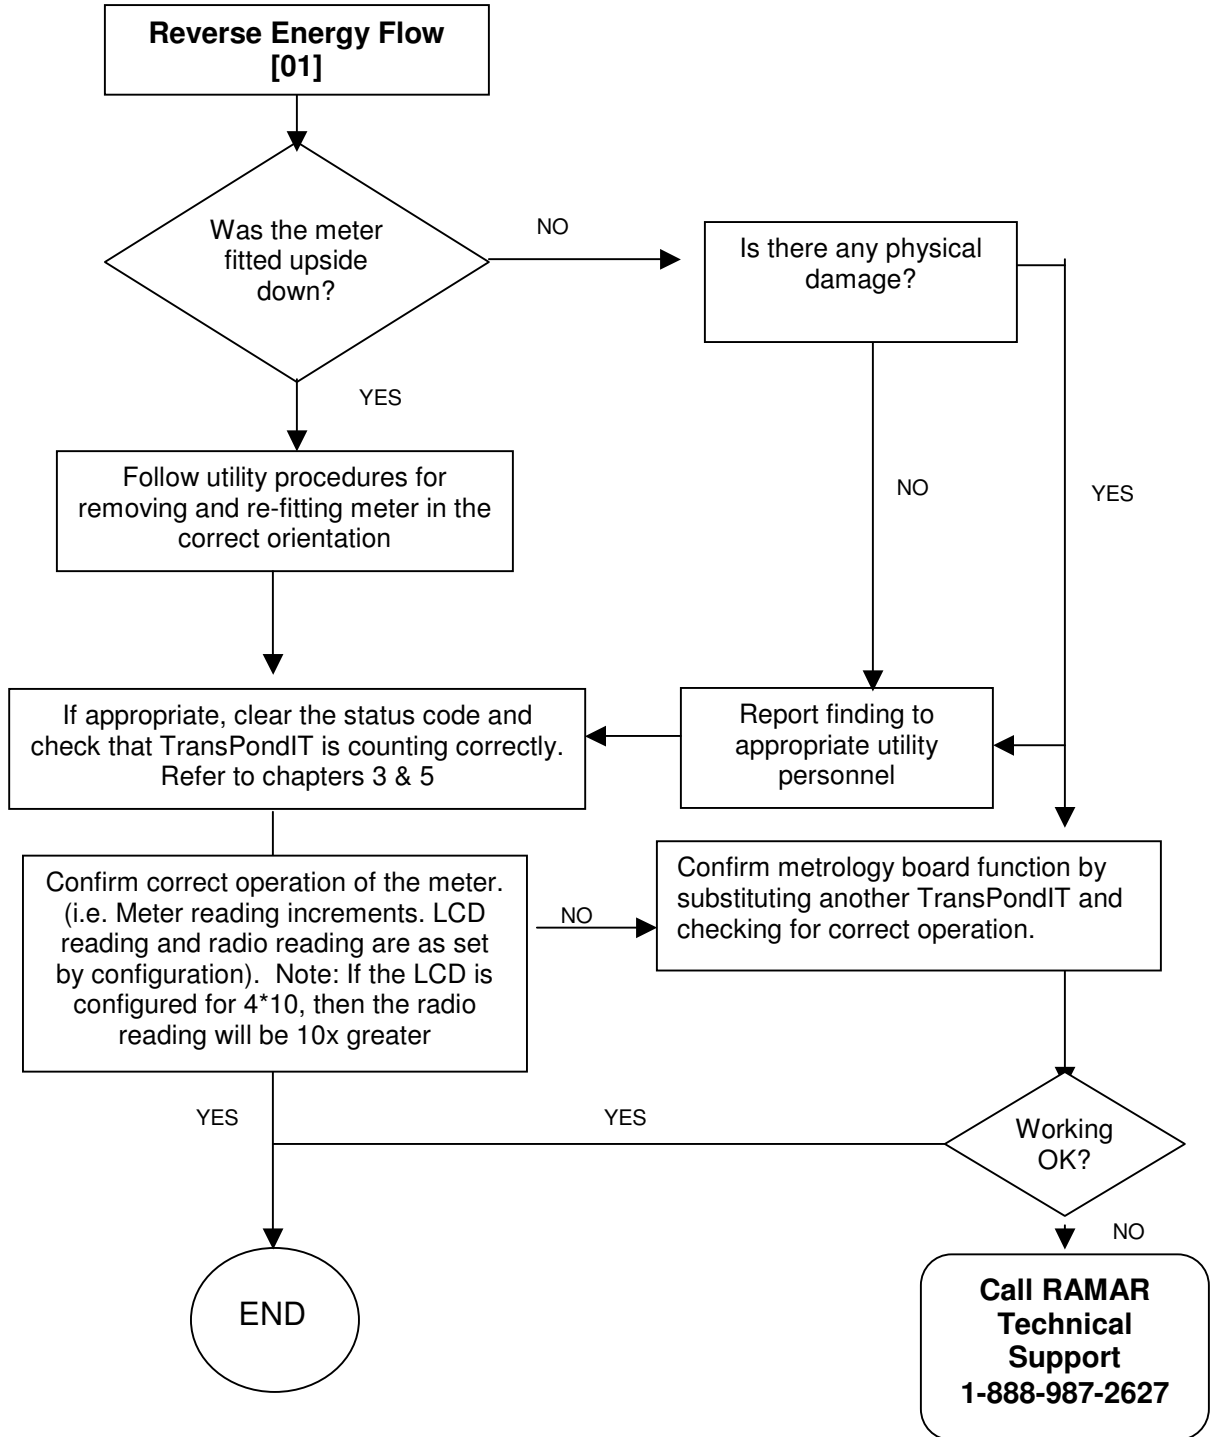 Reverse Energy Flow
[01]
Was the meter
fitted upside
down?
NO
Is there any physical
damage?
YES
Follow utility procedures for
removing and re-fitting meter in the
correct orientation
NO
YES
If appropriate, clear the status code and
check that TransPondIT is counting correctly.
Refer to chapters 3 & 5
Report finding to
appropriate utility
personnel
Confirm correct operation of the meter.
(i.e. Meter reading increments. LCD
reading and radio reading are as set
by configuration).  Note: If the LCD is
configured for 4*10, then the radio
reading will be 10x greater
NO
Confirm metrology board function by
substituting another TransPondIT and
checking for correct operation.
YES
YES
Working
OK?
NO
END
Call RAMAR
Technical
Support
1-888-987-2627